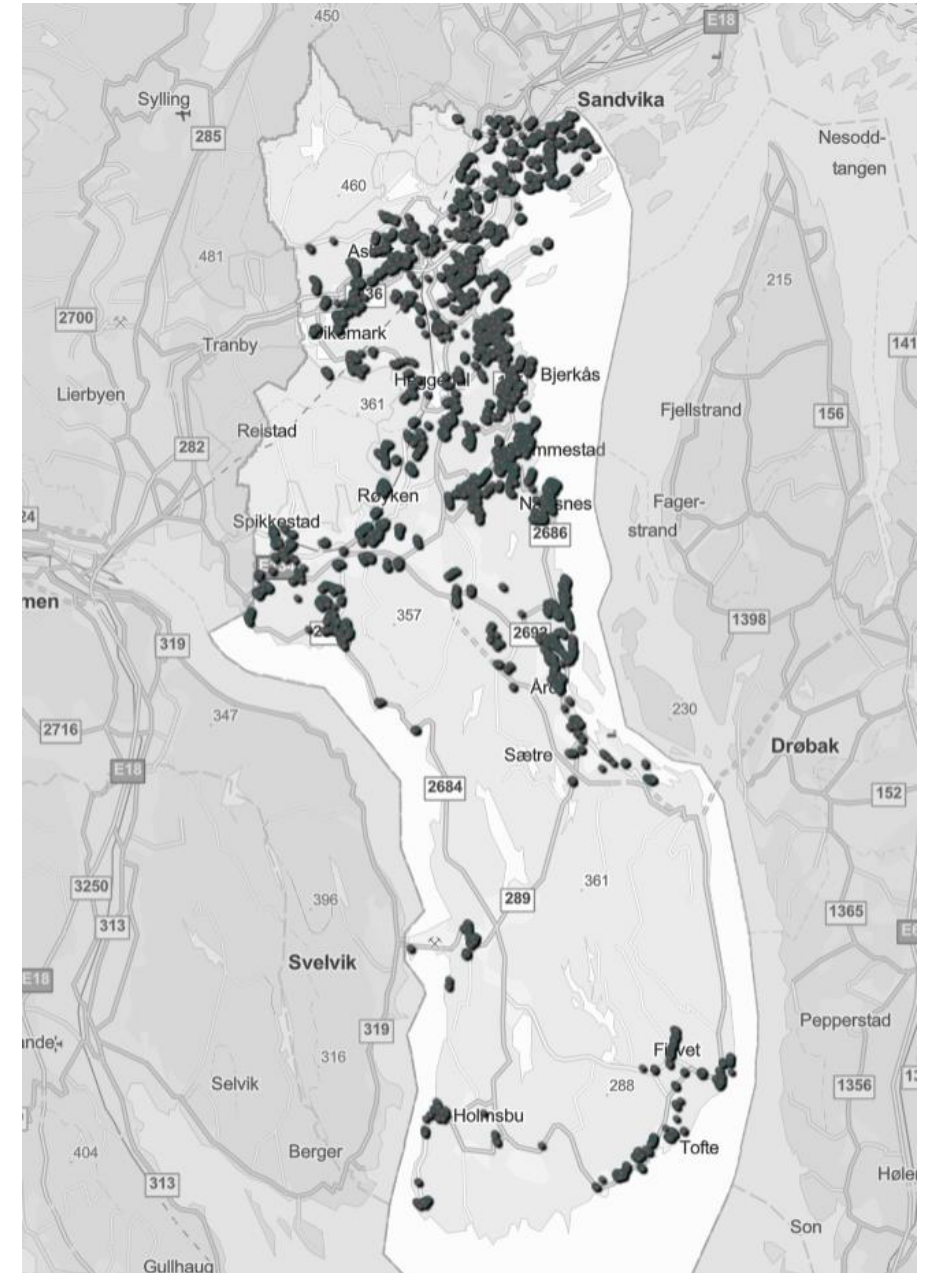 450
E18
Sylling
Sandvika
285
Nesodd-
tangen
460
481
215
2700
Tranby
Bjerkås
Lierbyen
361
Fjellstrand
156
Reistad
282
Røyken
Fager-
strand
Spikkestad
2686
357
1398
319
347
230
2716
Drøbak
Sætre
E18
2684
152
3250
361
396
289
1365
313
Svelvik
E18
319
Pepperstad
316
288
Selvik
1356
Holmsbu
404
Berger
Tofte
313
Son
Gullhaug